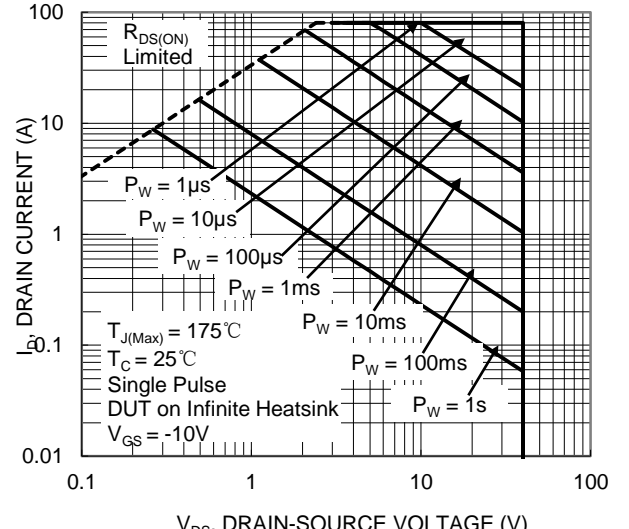 100
R_DS(ON)
Limited
10
1
0.1
0.01
I_D, DRAIN CURRENT (A)
P_W = 1µs
P_W = 10µs
P_W = 100µs
P_W = 1ms
P_W = 10ms
P_W = 100ms
P_W = 1s
T_J(Max) = 175℃
T_C = 25℃
Single Pulse
DUT on Infinite Heatsink
V_GS = -10V
0.1 1 10 100
V_DS, DRAIN-SOURCE VOLTAGE (V)